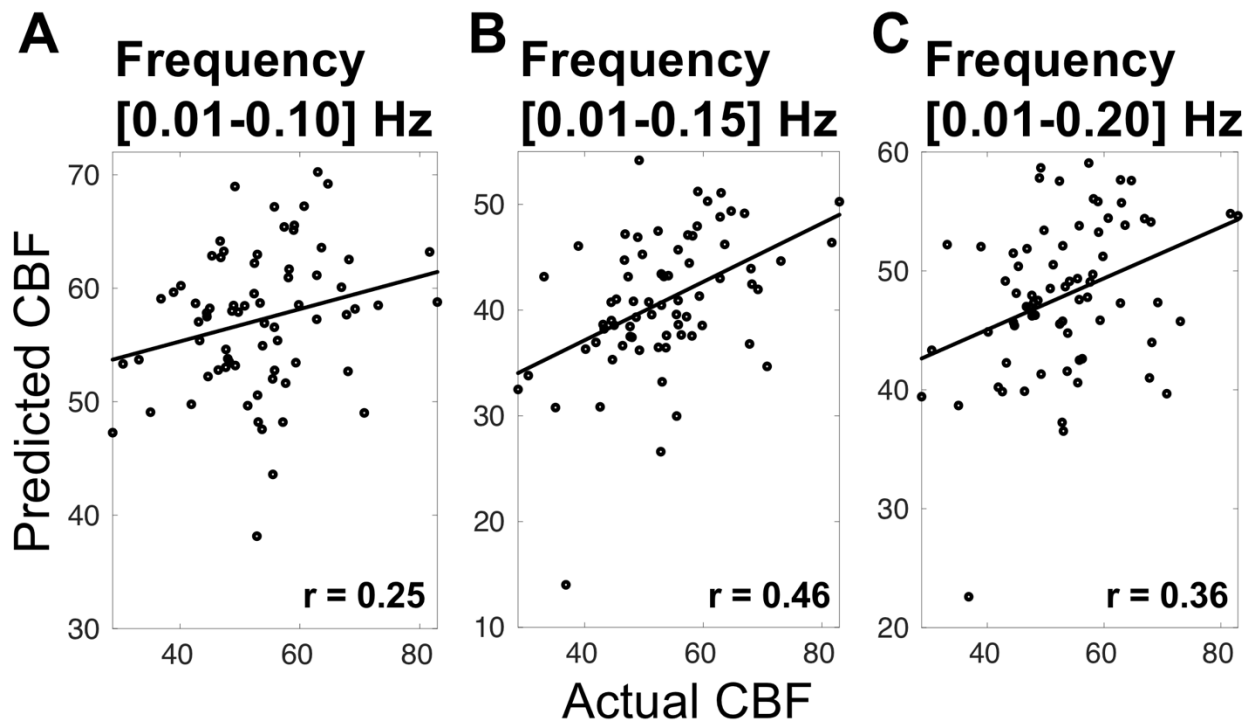 A
Frequency
[0.01-0.10] Hz
B
Frequency
[0.01-0.15] Hz
C
Frequency
[0.01-0.20] Hz
Predicted CBF
70
60
50
40
30
r = 0.25
40
60
80
50
40
30
20
10
r = 0.46
40
60
80
60
50
40
30
20
r = 0.36
40
60
80
Actual CBF